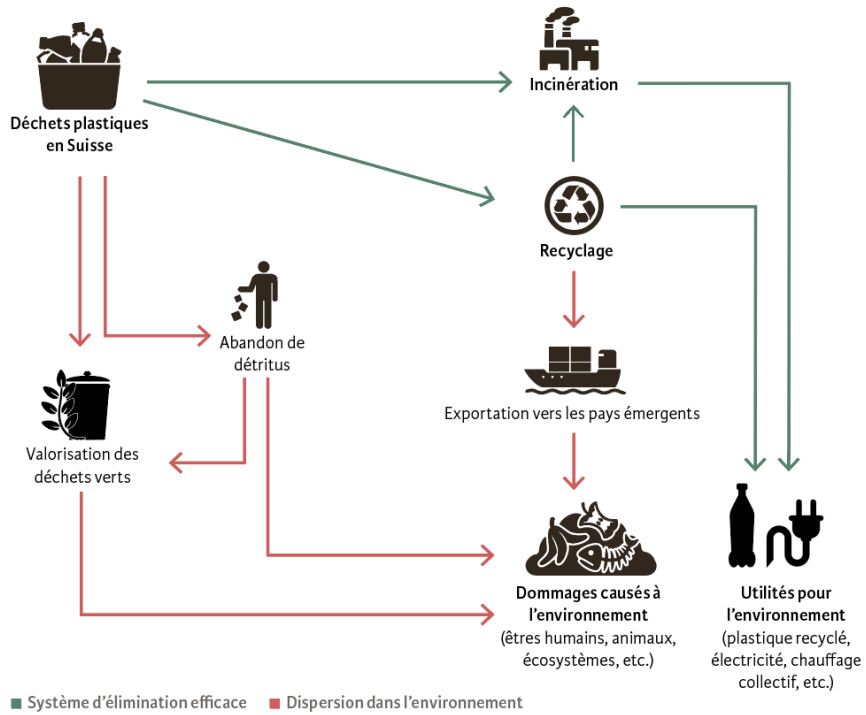 Déchets plastiques
en Suisse
Incinération
Recyclage
Abandon de
détritus
Valorisation des
déchets verts
Exportation vers les pays émergents
Dommages causés à
l'environnement
(êtres humains, animaux,
écosystèmes, etc.)
Utilités pour
l'environnement
(plastique recyclé,
électricité, chauffage
collectif, etc.)
Système d'élimination efficace
Dispersion dans l'environnement